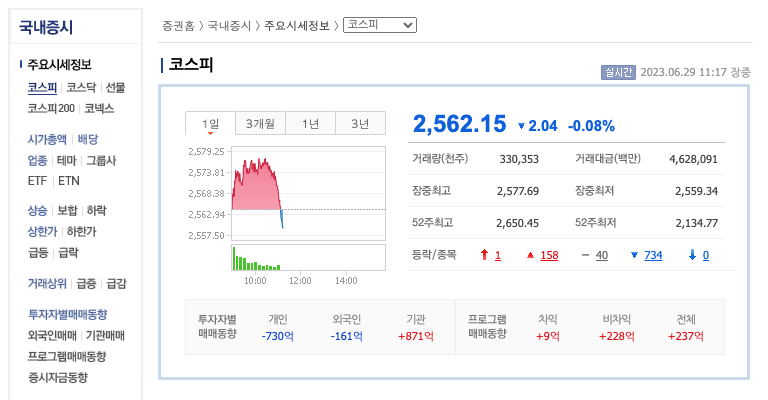 국내증시
주요시세정보
코스피 코스닥 선물
코스피200 코넥스
시가총액 배당
업종 테마 그룹사
ETF ETN
상승 보합 하락
상한가 하한가
급등 급락
거래상위 급증 급감
투자자별매매동향
외국인매매 기관매매
프로그램매매동향
증시자금동향
증권홈 > 국내증시 > 주요시세정보 > 코스피
코스피
실시간 2023.06.29 11:17 장중
1일 3개월 1년 3년
2,579.25
2,573.81
2,568.38
2,562.94
2,557.50
10:00 12:00 14:00
2,562.15 ▼2.04 -0.08%
거래량(천주) 330,353 거래대금(백만) 4,628,091
장중최고 2,577.69 장중최저 2,559.34
52주최고 2,650.45 52주최저 2,134.77
등락/종목 ↑ 1 ▲ 158 − 40 ▼ 734 ↓ 0
투자자별 매매동향 개인 -730억 외국인 -161억 기관 +871억
프로그램 매매동향 차익 +9억 비차익 +228억 전체 +237억